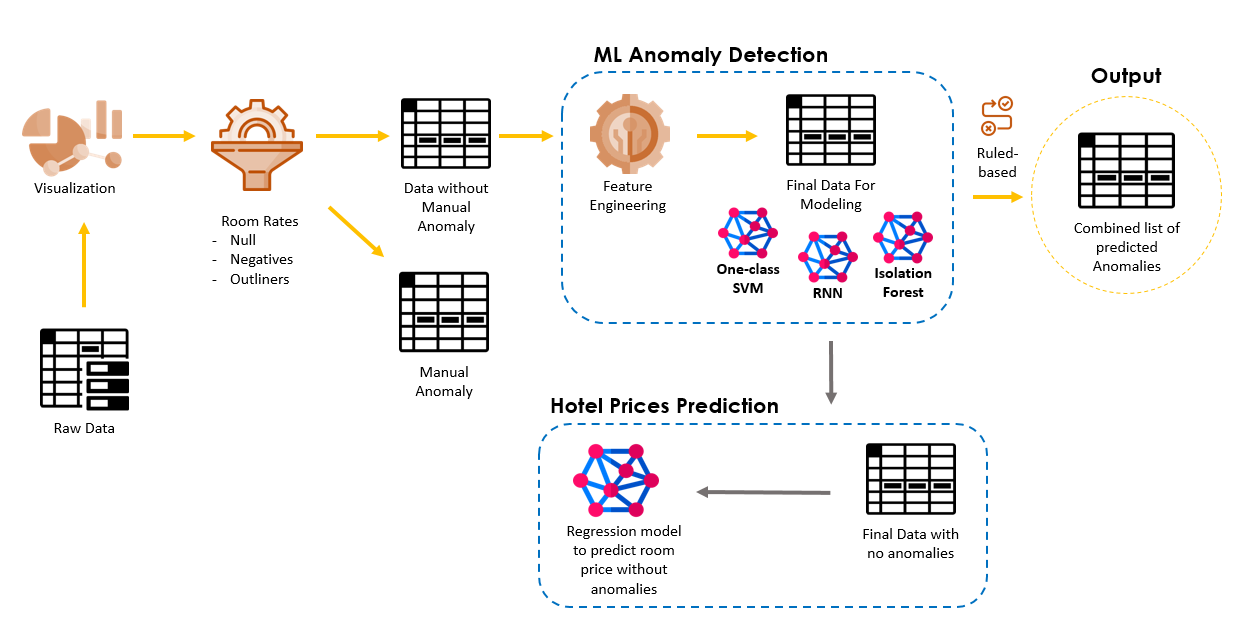 ML Anomaly Detection
Output
Visualization
Room Rates
- Null
- Negatives
- Outliners
Data without
Manual
Anomaly
Manual
Anomaly
Raw Data
Feature
Engineering
Final Data For
Modeling
One-class
SVM
RNN
Isolation
Forest
Ruled-
based
Combined list of
predicted
Anomalies
Hotel Prices Prediction
Regression model
to predict room
price without
anomalies
Final Data with
no anomalies